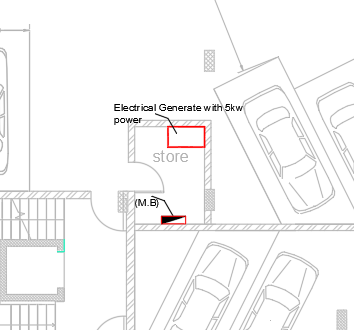 Electrical Generate with 5kw
power
store
(M.B)